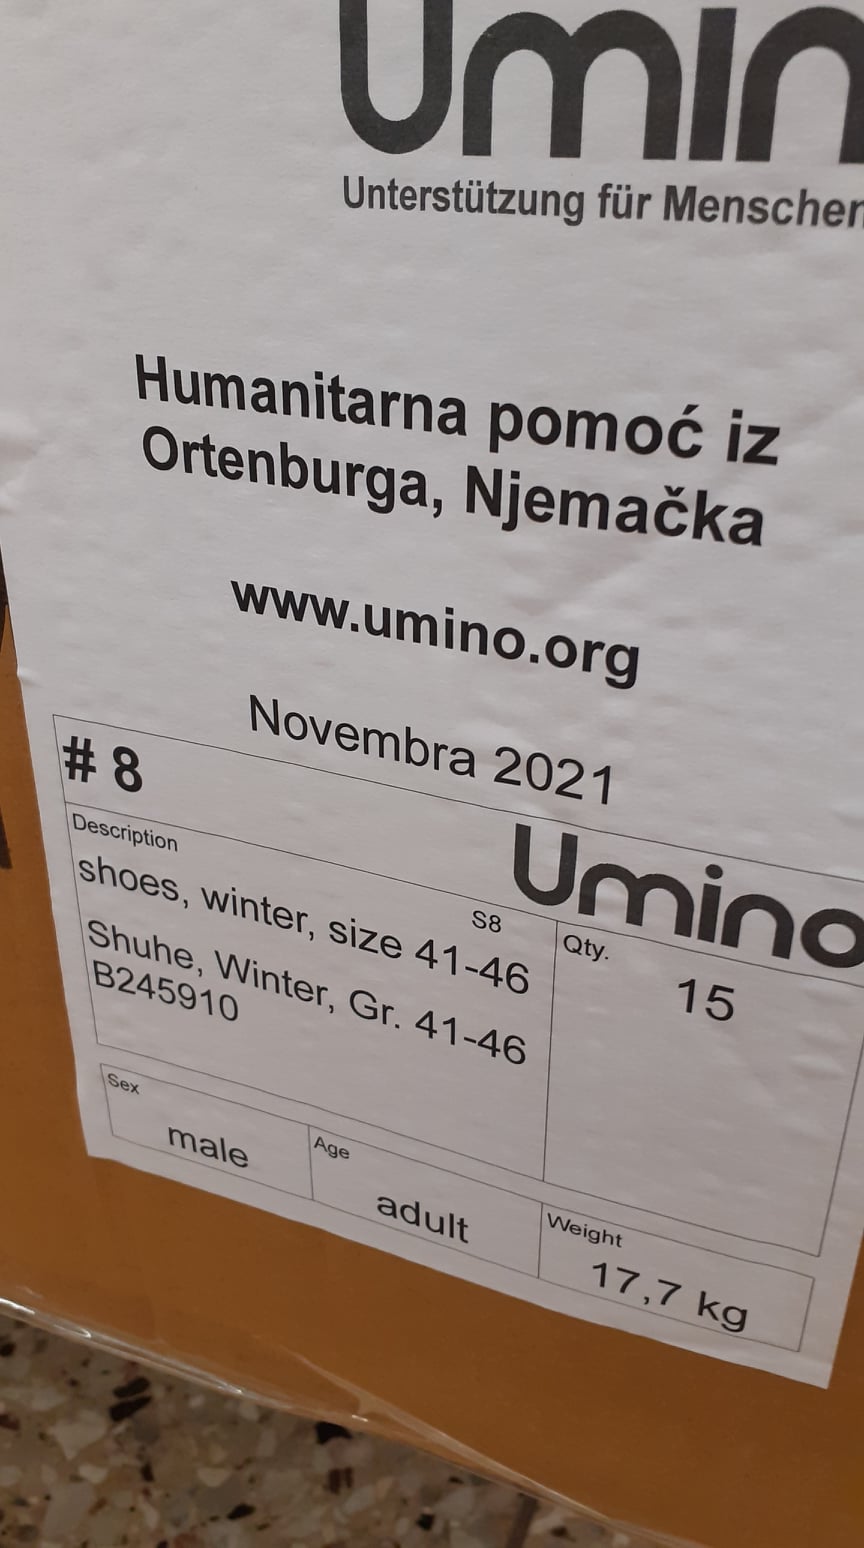 Umin
Unterstützung für Menschen
Humanitarna pomoć iz
Ortenburga, Njemačka
www.umino.org
Novembra 2021
# 8
Umino
Description
S8
shoes, winter, size 41-46
Shuhe, Winter, Gr. 41-46
B245910
Qty.
15
Sex
male
Age
adult
Weight
17,7 kg